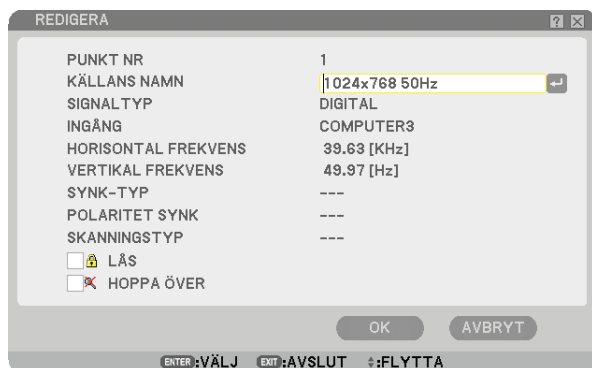 REDIGERA
PUNKT NR 1
KÄLLANS NAMN 1024x768 50Hz
SIGNALTYP DIGITAL
INGÅNG COMPUTER3
HORISONTAL FREKVENS 39.63 [KHz]
VERTIKAL FREKVENS 49.97 [Hz]
SYNK-TYP ---
POLARITET SYNK ---
SKANNINGSTYP ---
LÅS
HOPPA ÖVER
OK AVBRYT
ENTER:VÄLJ EXIT:AVSLUT :FLYTTA